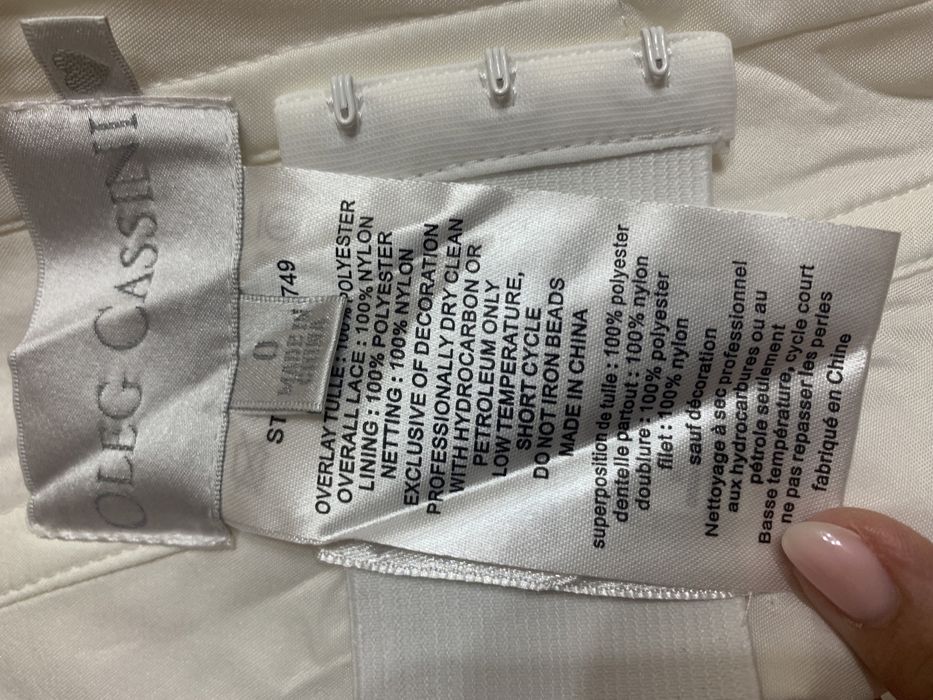 OLEG CASSINI
0
MADE IN
CHINA
ST 749
OVERLAY TULLE : 100% POLYESTER
OVERALL LACE : 100% NYLON
LINING : 100% POLYESTER
NETTING : 100% NYLON
EXCLUSIVE OF DECORATION
PROFESSIONALLY DRY CLEAN
WITH HYDROCARBON OR
PETROLEUM ONLY
LOW TEMPERATURE,
SHORT CYCLE
DO NOT IRON BEADS
MADE IN CHINA
superposition de tulle : 100% polyester
dentelle partout : 100% nylon
doublure : 100% polyester
filet : 100% nylon
sauf décoration
Nettoyage à sec professionnel
aux hydrocarbures ou au
pétrole seulement
Basse température, cycle court
ne pas repasser les perles
fabriqué en Chine